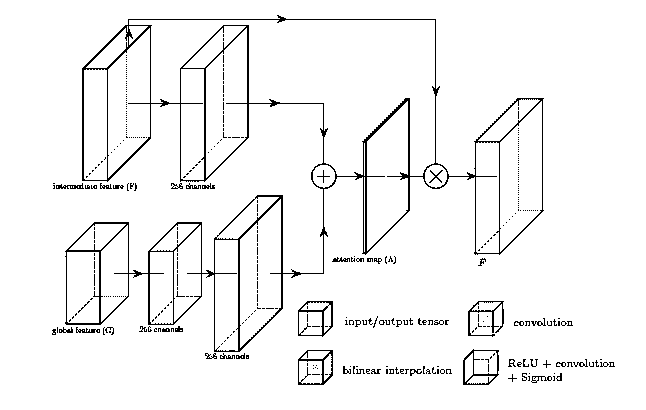 intermediate feature (F)
256 channels
attention map (A)
F
global feature (G)
256 channels
256 channels
input/output tensor
convolution
bilinear interpolation
ReLU + convolution
+ Sigmoid